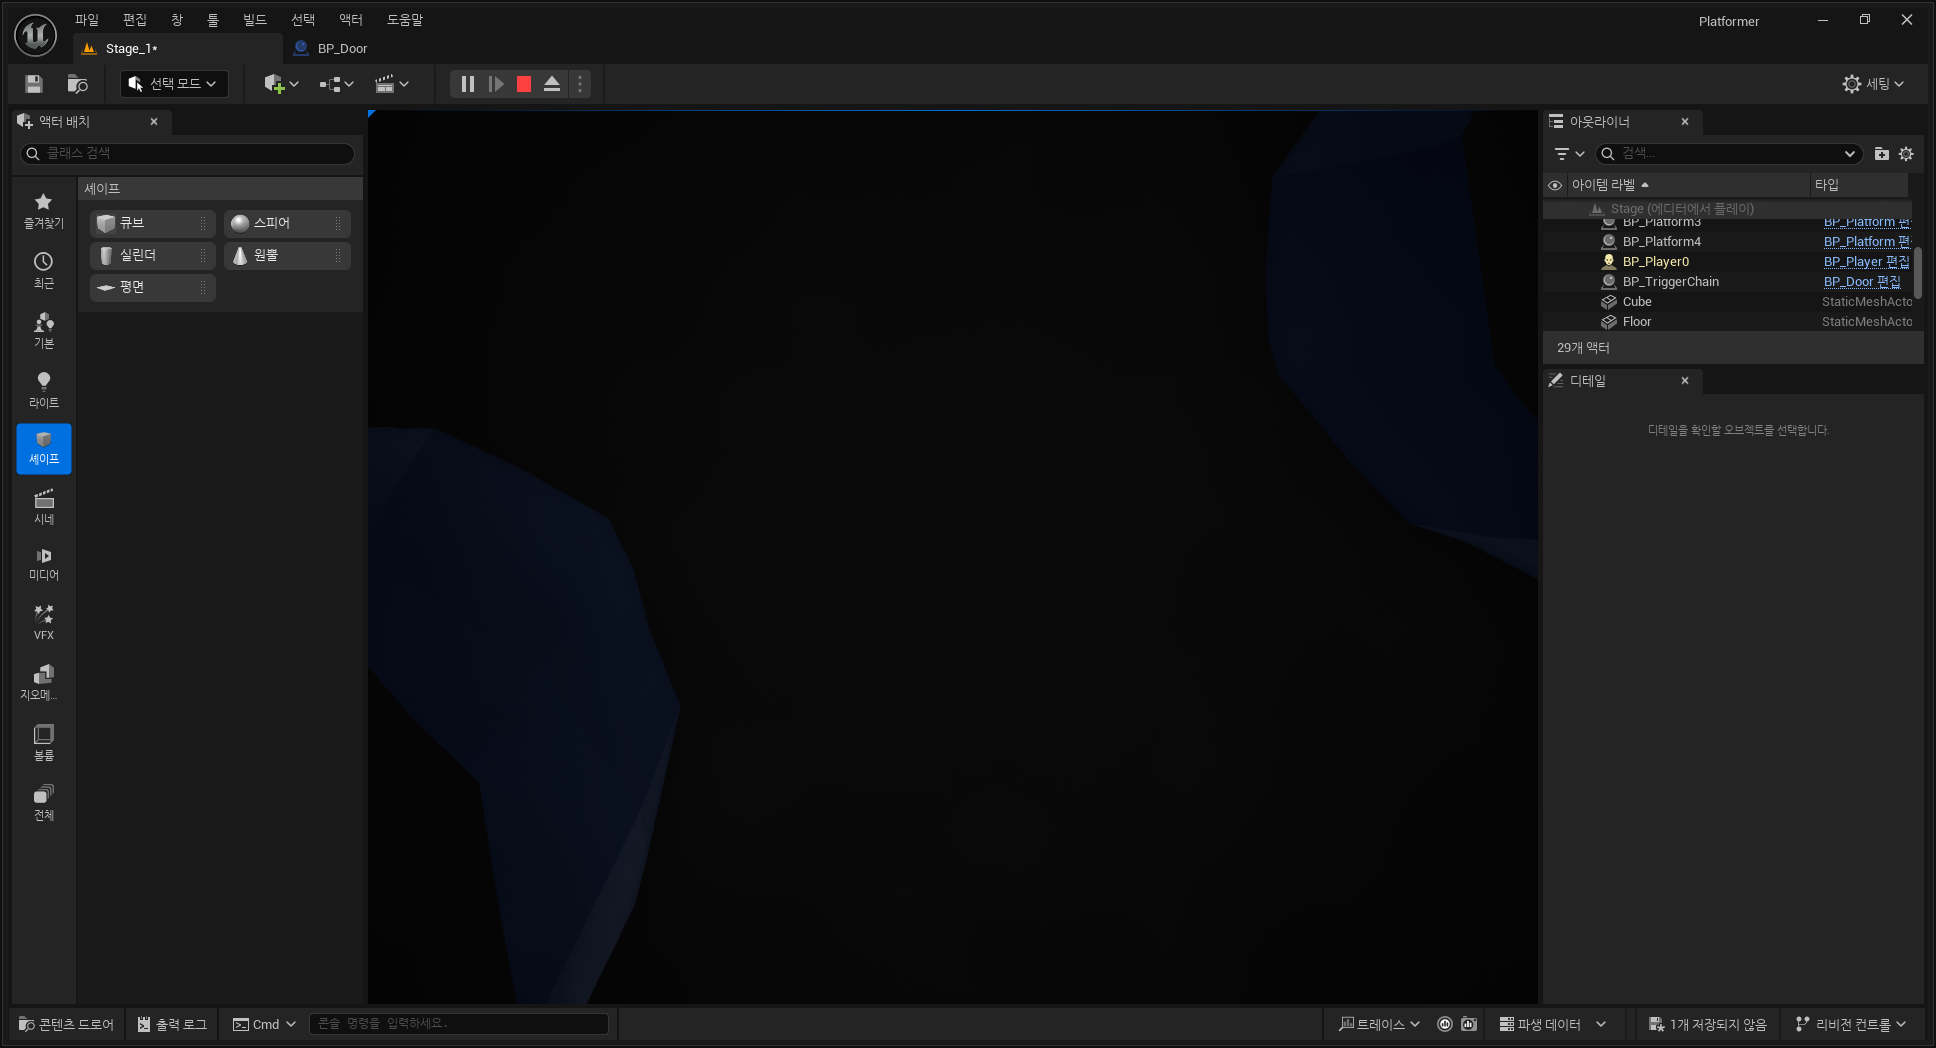 파일 편집 창 툴 빌드 선택 액터 도움말
Platformer
Stage_1*
BP_Door
선택 모드
세팅
액터 배치
클래스 검색
즐겨찾기
최근
기본
라이트
셰이프
시네
미디어
VFX
지오메...
볼륨
전체
셰이프
큐브
스피어
실린더
원뿔
평면
아웃라이너
검색...
아이템 라벨 타입
Stage (에디터에서 플레이)
BP_Platform3 BP_Platform 편
BP_Platform4 BP_Platform 편
BP_Player0 BP_Player 편집
BP_TriggerChain BP_Door 편집
Cube StaticMeshActo
Floor StaticMeshActo
29개 액터
디테일
디테일을 확인할 오브젝트를 선택합니다.
콘텐츠 드로어
출력 로그
Cmd
콘솔 명령을 입력하세요.
트레이스
파생 데이터
1개 저장되지 않음
리비전 컨트롤